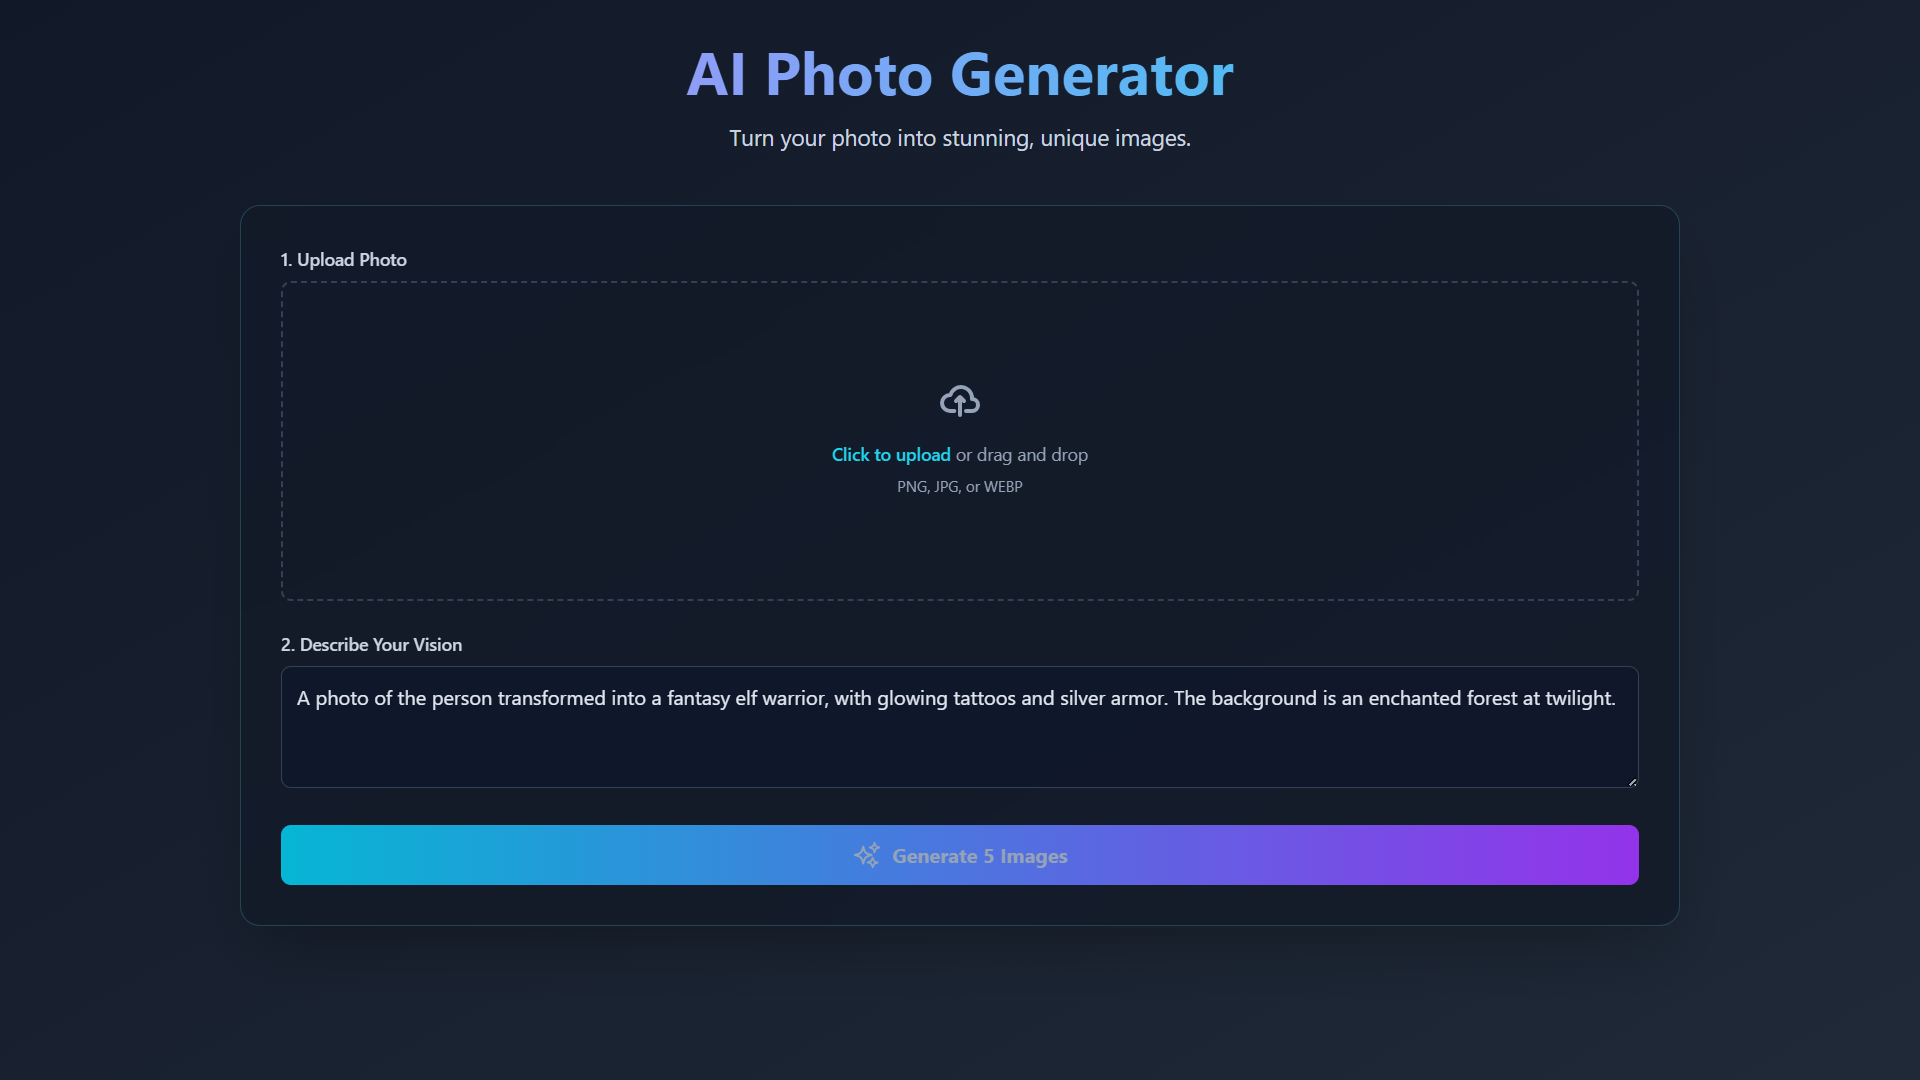 AI Photo Generator
Turn your photo into stunning, unique images.
1. Upload Photo
Click to upload or drag and drop
PNG, JPG, or WEBP
2. Describe Your Vision
A photo of the person transformed into a fantasy elf warrior, with glowing tattoos and silver armor. The background is an enchanted forest at twilight.
Generate 5 Images